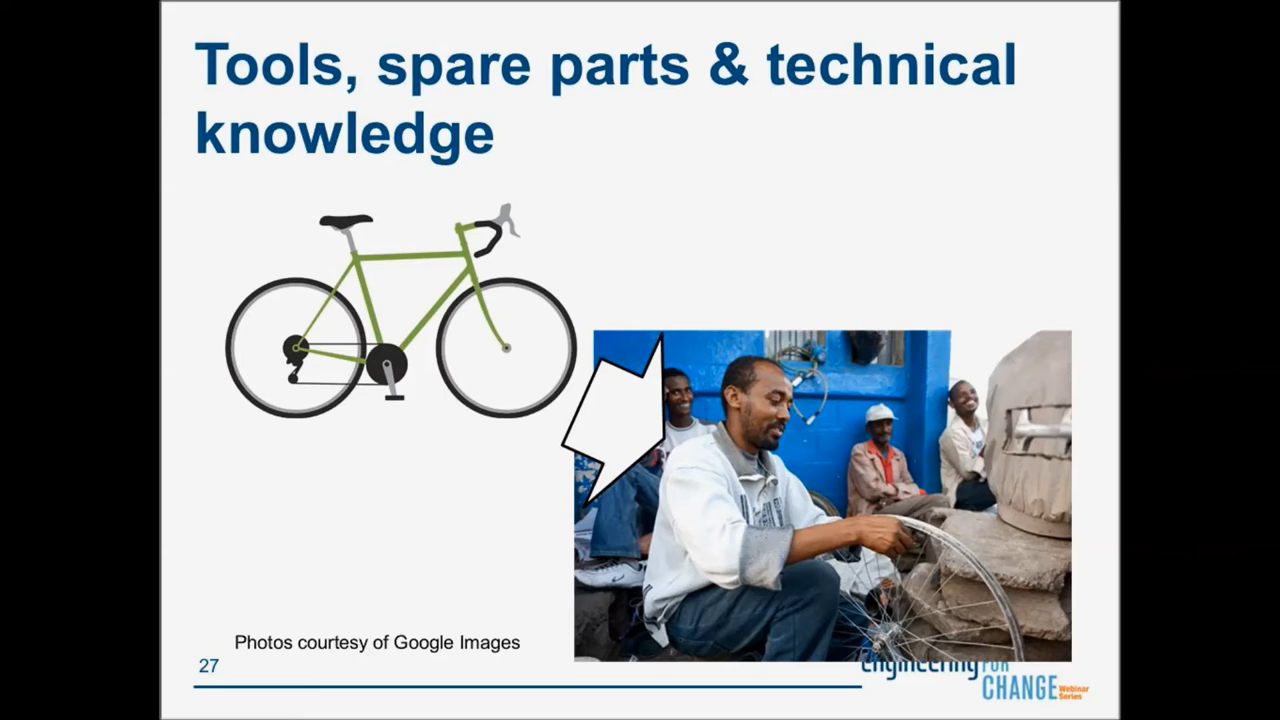 Tools, spare parts & technical
knowledge
Photos courtesy of Google Images
27
engineering FOR
CHANGE Webinar
Series